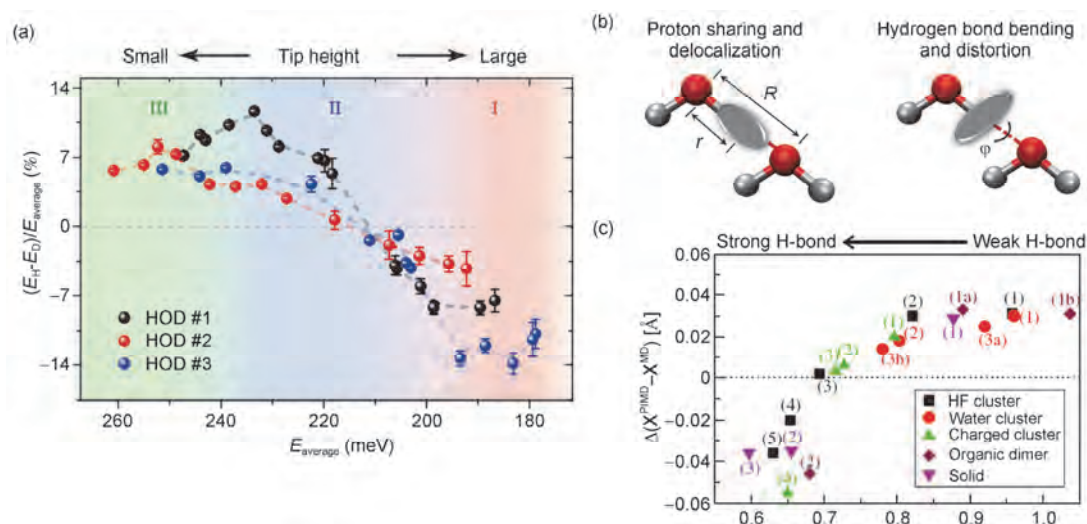 (a)
Small Tip height Large
III II I
14
7
0
-7
-14
(E_H-E_D)/E_average (%)
HOD #1
HOD #2
HOD #3
260 240 220 200 180
E_average (meV)
(b)
Proton sharing and
delocalization
R
r
Hydrogen bond bending
and distortion
φ
(c)
Strong H-bond Weak H-bond
0.06
0.04
0.02
0
-0.02
-0.04
-0.06
Δ(X^PIMD-X^MD) [Å]
(2) (1a) (1) (1b)
(1) (2) (1) (3a) (1)
(3) (2) (3b)
(3)
(4)
(5) (2)
(3) (2)
(4)
HF cluster
Water cluster
Charged cluster
Organic dimer
Solid
0.6 0.7 0.8 0.9 1.0